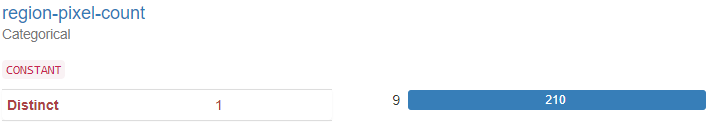 region-pixel-count
Categorical
CONSTANT
Distinct 1
9 210